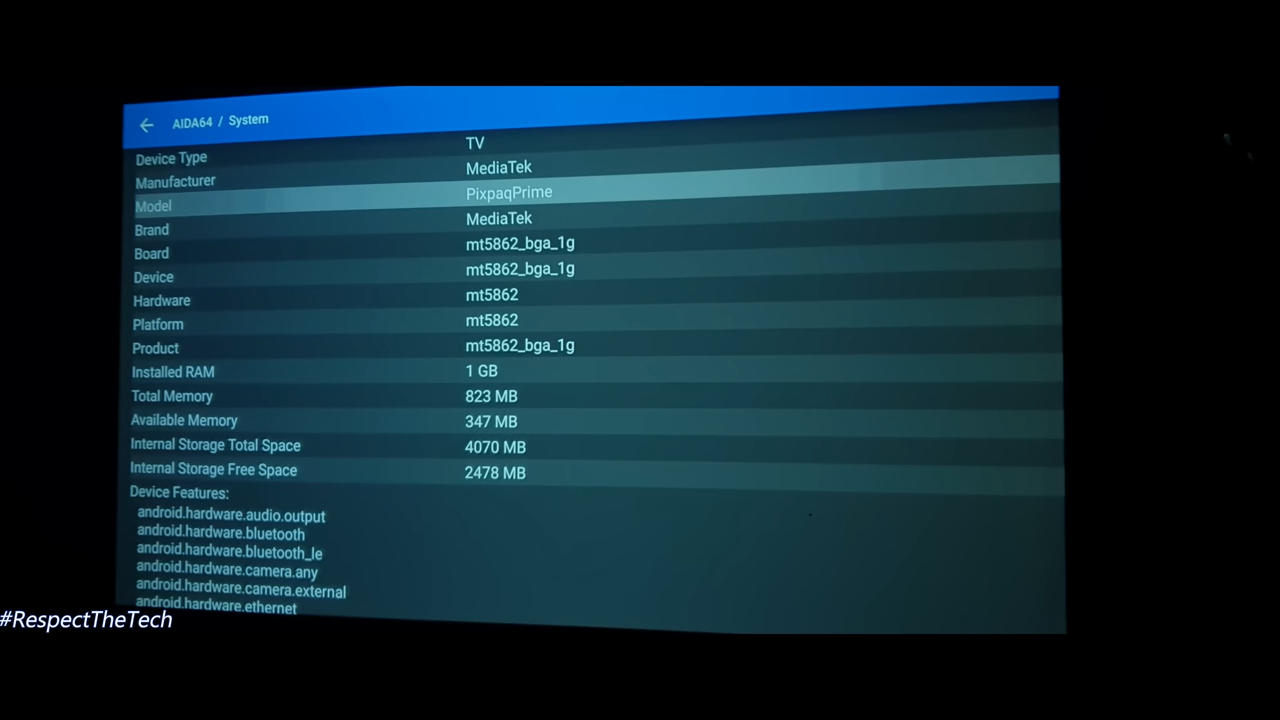 AIDA64 / System
Device Type TV
Manufacturer MediaTek
Model PixpaqPrime
Brand MediaTek
Board mt5862_bga_1g
Device mt5862_bga_1g
Hardware mt5862
Platform mt5862
Product mt5862_bga_1g
Installed RAM 1 GB
Total Memory 823 MB
Available Memory 347 MB
Internal Storage Total Space 4070 MB
Internal Storage Free Space 2478 MB
Device Features:
android.hardware.audio.output
android.hardware.bluetooth
android.hardware.bluetooth_le
android.hardware.camera.any
android.hardware.camera.external
android.hardware.ethernet
#RespectTheTech